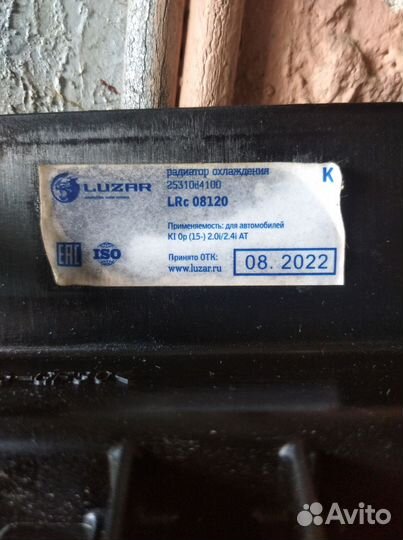 LUZAR
радиатор охлаждения
25310d4100
LRc 08120
K
Применяемость: для автомобилей
KI Op (15-) 2.0i/2.4i AT
EAC
ISO
Принято ОТК:
www.luzar.ru
08. 2022
Avito